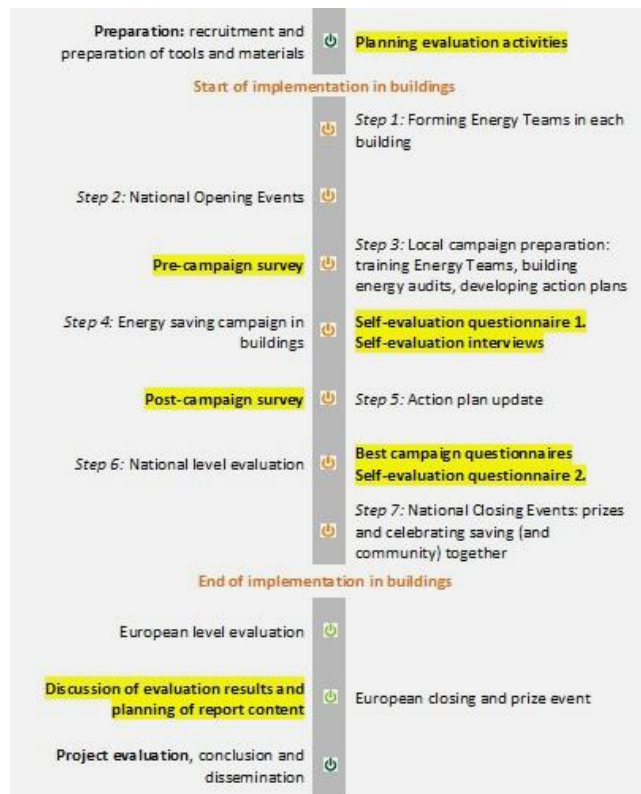 Preparation: recruitment and
preparation of tools and materials
Planning evaluation activities
Start of implementation in buildings
Step 1: Forming Energy Teams in each
building
Step 2: National Opening Events
Pre-campaign survey
Step 3: Local campaign preparation:
training Energy Teams, building
energy audits, developing action plans
Step 4: Energy saving campaign in
buildings
Self-evaluation questionnaire 1.
Self-evaluation interviews
Post-campaign survey
Step 5: Action plan update
Step 6: National level evaluation
Best campaign questionnaires
Self-evaluation questionnaire 2.
Step 7: National Closing Events: prizes
and celebrating saving (and
community) together
End of implementation in buildings
European level evaluation
Discussion of evaluation results and
planning of report content
European closing and prize event
Project evaluation, conclusion and
dissemination